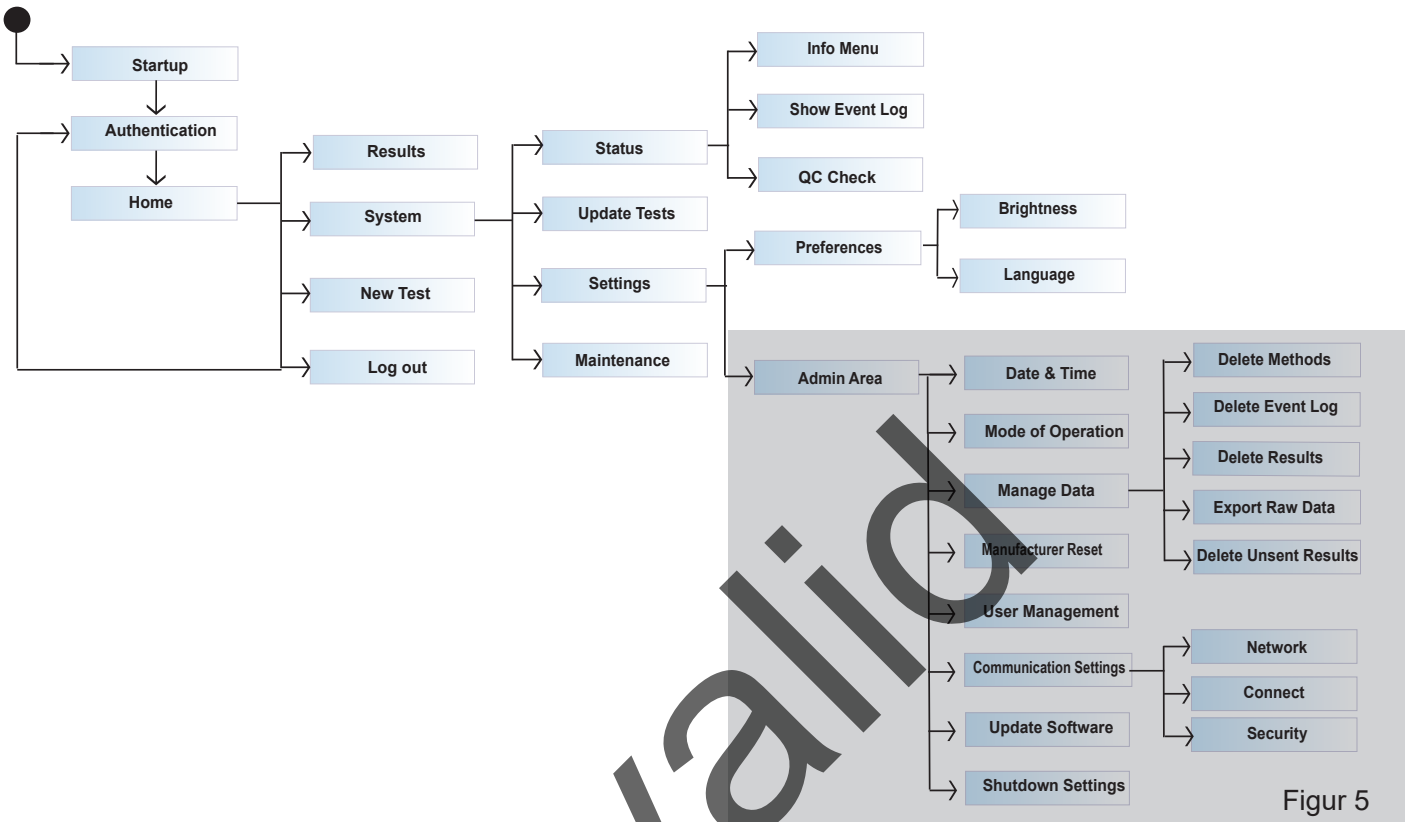 Startup
Authentication
Home
Results
System
New Test
Log out
Status
Update Tests
Settings
Maintenance
Info Menu
Show Event Log
QC Check
Preferences
Brightness
Language
Admin Area
Date & Time
Mode of Operation
Manage Data
Manufacturer Reset
User Management
Communication Settings
Update Software
Shutdown Settings
Delete Methods
Delete Event Log
Delete Results
Export Raw Data
Delete Unsent Results
Network
Connect
Security
Figur 5
valid